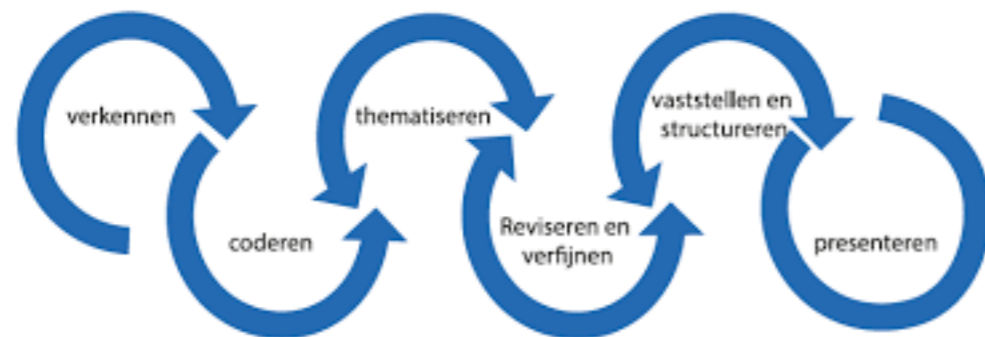 verkennen
coderen
thematiseren
Reviseren en
verfijnen
vaststellen en
structureren
presenteren